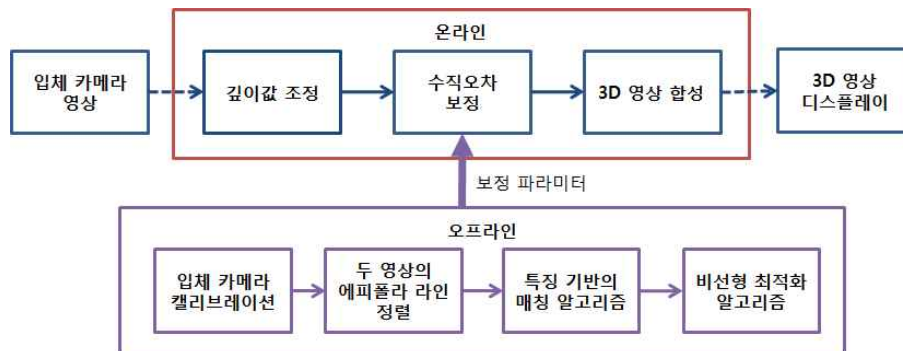 온라인
입체 카메라
영상
깊이값 조정
수직오차
보정
3D 영상 합성
3D 영상
디스플레이
보정 파라미터
오프라인
입체 카메라
캘리브레이션
두 영상의
에피폴라 라인
정렬
특징 기반의
매칭 알고리즘
비선형 최적화
알고리즘